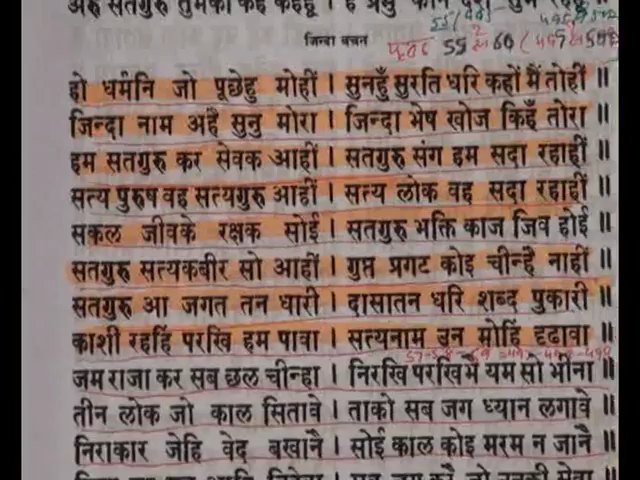 जिन्दा बचन
55 से 60
हो धर्मनि जो पूछेहु मोहीं । सुनहुँ सुरति धरि कहों मैं तोही ॥
जिन्दा नाम अहै सुनु मोरा । जिन्दा भेष खोज किहँ तोरा ॥
हम सतगुरु कर सेवक आहीं । सतगुरु संग हम सदा रहाहीं ॥
सत्य पुरुष वह सत्यगुरु आहीं । सत्य लोक वह सदा रहाहीं ॥
सकल जीवके रक्षक सोई । सतगुरु भक्ति काज जिव होई ॥
सतगुरु सत्यकबीर सो आहीं । गुप्त प्रगट कोइ चीन्है नाहीं ॥
सतगुरु आ जगत तन धारी । दासातन धरि शब्द पुकारी ॥
काशी रहहिं परखि हम पावा । सत्यनाम उन मोहिं दृढावा ॥
जम राजा कर सब छल चीन्हा । निरखि परखिभै यम सो भीना ॥
तीन लोक जो काल सितावे । ताको सब जग ध्यान लगावे ॥
निराकार जेहि वेद बखानै । सोई काल कोइ मरम न जानै ॥